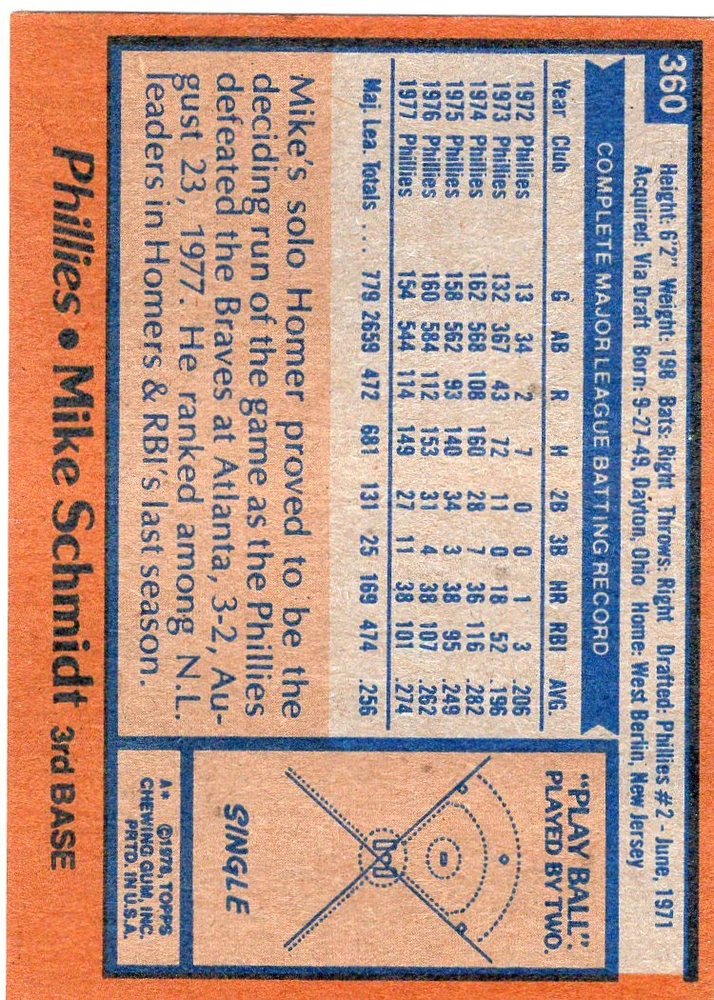 360
Height: 6'2" Weight: 198 Bats: Right Throws: Right Drafted: Phillies #2 - June, 1971
Acquired: Via Draft Born: 9-27-49, Dayton, Ohio Home: West Berlin, New Jersey
COMPLETE MAJOR LEAGUE BATTING RECORD
Year Club G AB R H 2B 3B HR RBI AVG.
1972 Phillies 13 34 2 7 0 0 1 3 .206
1973 Phillies 132 367 43 72 11 0 18 52 .196
1974 Phillies 162 568 108 160 28 7 36 116 .282
1975 Phillies 158 562 93 140 34 3 38 95 .249
1976 Phillies 160 584 112 153 31 4 38 107 .262
1977 Phillies 154 544 114 149 27 11 38 101 .274
Maj. Lea. Totals ... 779 2659 472 681 131 25 169 474 .256
Mike's solo Homer proved to be the
deciding run of the game as the Phillies
defeated the Braves at Atlanta, 3-2, Au-
gust 23, 1977. He ranked among N.L.
leaders in Homers & RBI's last season.
"PLAY BALL":
PLAYED BY TWO.
SINGLE
A* ©1978, TOPPS
CHEWING GUM, INC.
PRTD. IN U.S.A.
Phillies • Mike Schmidt 3rd BASE